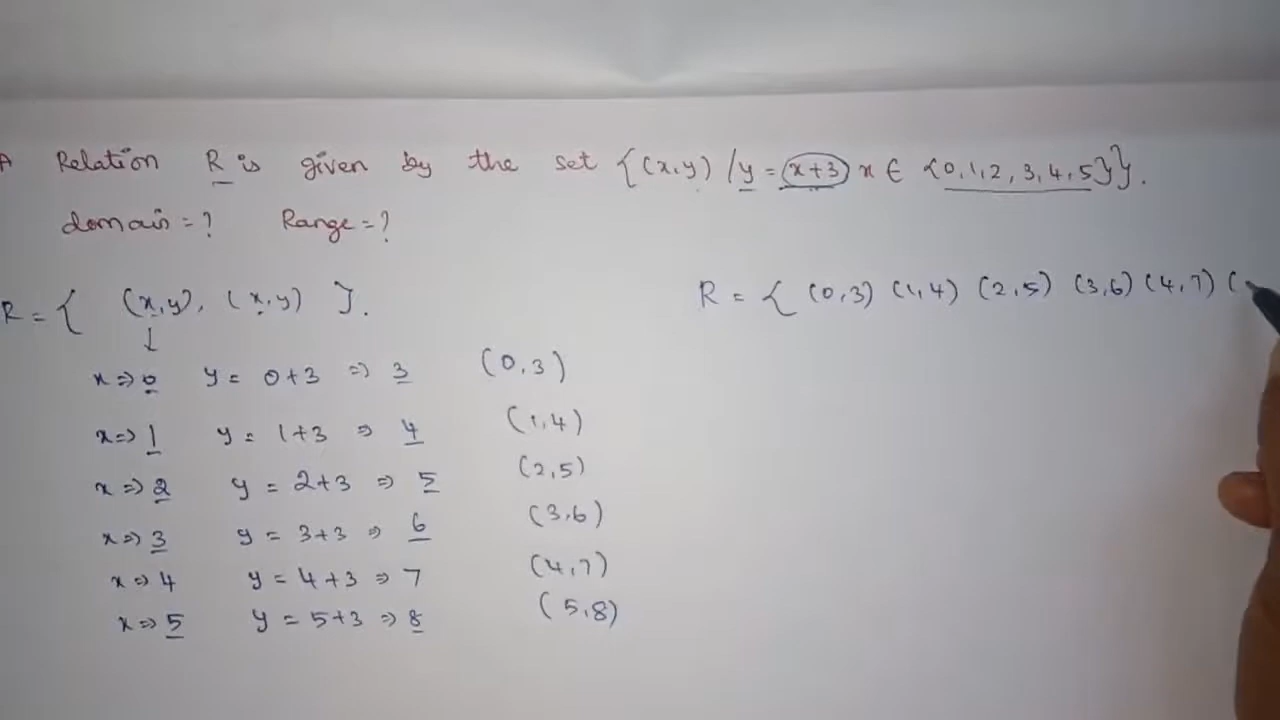 A Relation R is given by the set {(x,y) / y = x+3 x ∈ {0,1,2,3,4,5}}.
domain = ? Range = ?
R = { (x,y), (x,y) }.
↓
x => 0 y = 0+3 => 3 (0,3)
x => 1 y = 1+3 => 4 (1,4)
x => 2 y = 2+3 => 5 (2,5)
x => 3 y = 3+3 => 6 (3,6)
x => 4 y = 4+3 => 7 (4,7)
x => 5 y = 5+3 => 8 (5,8)
R = { (0,3) (1,4) (2,5) (3,6) (4,7) (